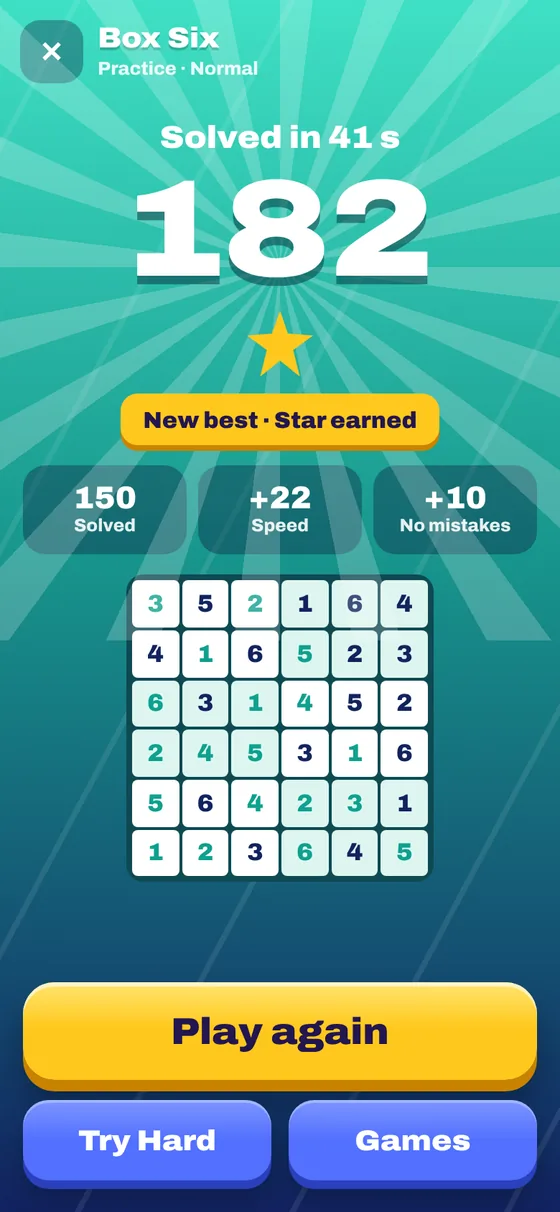 ×
Box Six
Practice · Normal
Solved in 41 s
182
New best · Star earned
150
Solved
+22
Speed
+10
No mistakes
3 5 2 1 6 4
4 1 6 5 2 3
6 3 1 4 5 2
2 4 5 3 1 6
5 6 4 2 3 1
1 2 3 6 4 5
Play again
Try Hard
Games